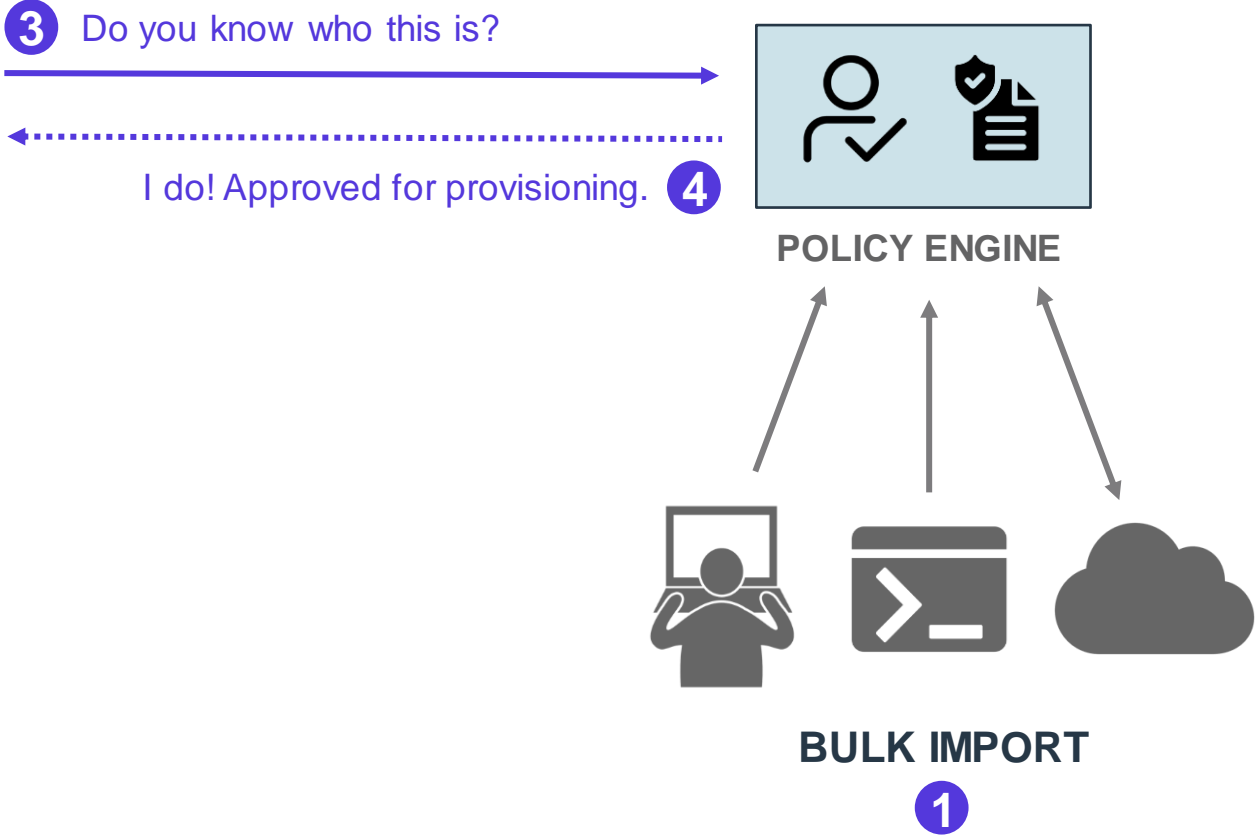 3 Do you know who this is?
I do! Approved for provisioning. 4
POLICY ENGINE
>_
BULK IMPORT
1